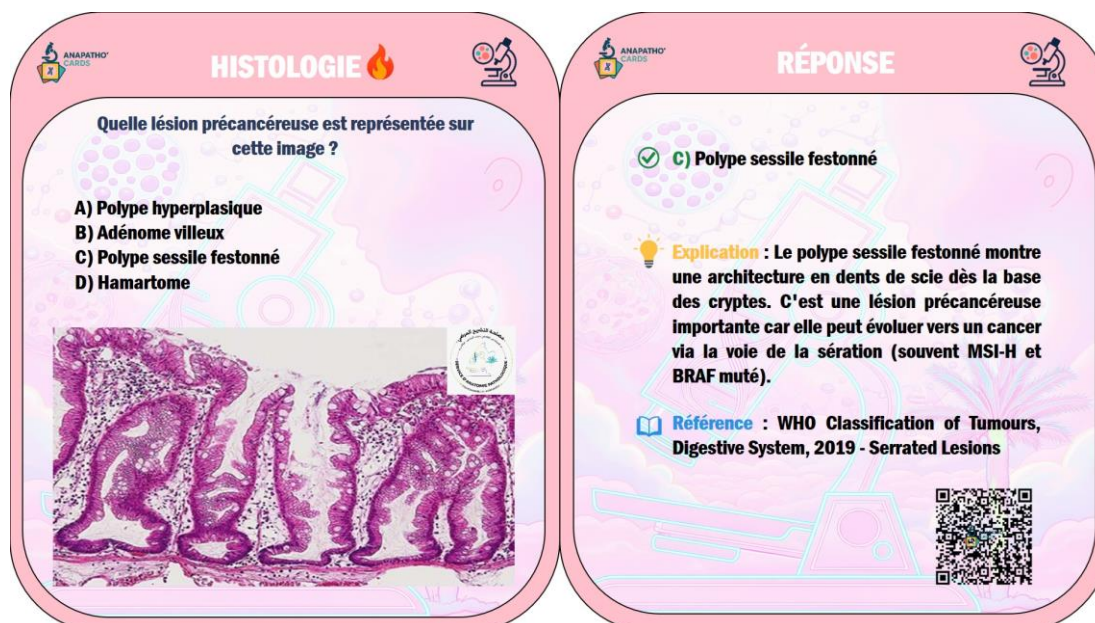 ANAPATHO'
CARDS
HISTOLOGIE
Quelle lésion précancéreuse est représentée sur
cette image ?
A) Polype hyperplasique
B) Adénome villeux
C) Polype sessile festonné
D) Hamartome
ANAPATHO'
CARDS
RÉPONSE
C) Polype sessile festonné
Explication : Le polype sessile festonné montre
une architecture en dents de scie dès la base
des cryptes. C'est une lésion précancéreuse
importante car elle peut évoluer vers un cancer
via la voie de la sération (souvent MSI-H et
BRAF muté).
Référence : WHO Classification of Tumours,
Digestive System, 2019 - Serrated Lesions